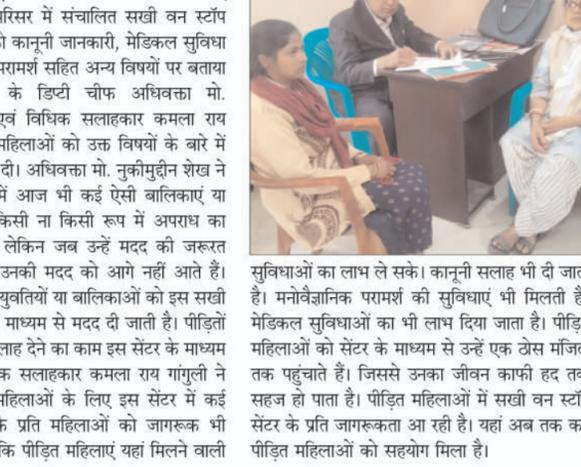 रिसर में संचालित सखी वन स्टॉप
कानूनी जानकारी, मेडिकल सुविधा
रामर्श सहित अन्य विषयों पर बताया
के डिप्टी चीफ अधिवक्ता मो.
एवं विधिक सलाहकार कमला राय
महिलाओं को उक्त विषयों के बारे में
दी। अधिवक्ता मो. नुकीमुद्दीन शेख ने
में आज भी कई ऐसी बालिकाएं या
किसी ना किसी रूप में अपराध का
लेकिन जब उन्हें मदद की जरूरत
उनकी मदद को आगे नहीं आते हैं।
युवतियों या बालिकाओं को इस सखी
माध्यम से मदद दी जाती है। पीड़ितों
लाह देने का काम इस सेंटर के माध्यम
क सलाहकार कमला राय गांगुली ने
महिलाओं के लिए इस सेंटर में कई
के प्रति महिलाओं को जागरूक भी
कि पीड़ित महिलाएं यहां मिलने वाली
सुविधाओं का लाभ ले सके। कानूनी सलाह भी दी जात
है। मनोवैज्ञानिक परामर्श की सुविधाएं भी मिलती है
मेडिकल सुविधाओं का भी लाभ दिया जाता है। पीड़ि
महिलाओं को सेंटर के माध्यम से उन्हें एक ठोस मंजि
तक पहुंचाते हैं। जिससे उनका जीवन काफी हद त
सहज हो पाता है। पीड़ित महिलाओं में सखी वन स्टॉ
सेंटर के प्रति जागरूकता आ रही है। यहां अब तक क
पीड़ित महिलाओं को सहयोग मिला है।